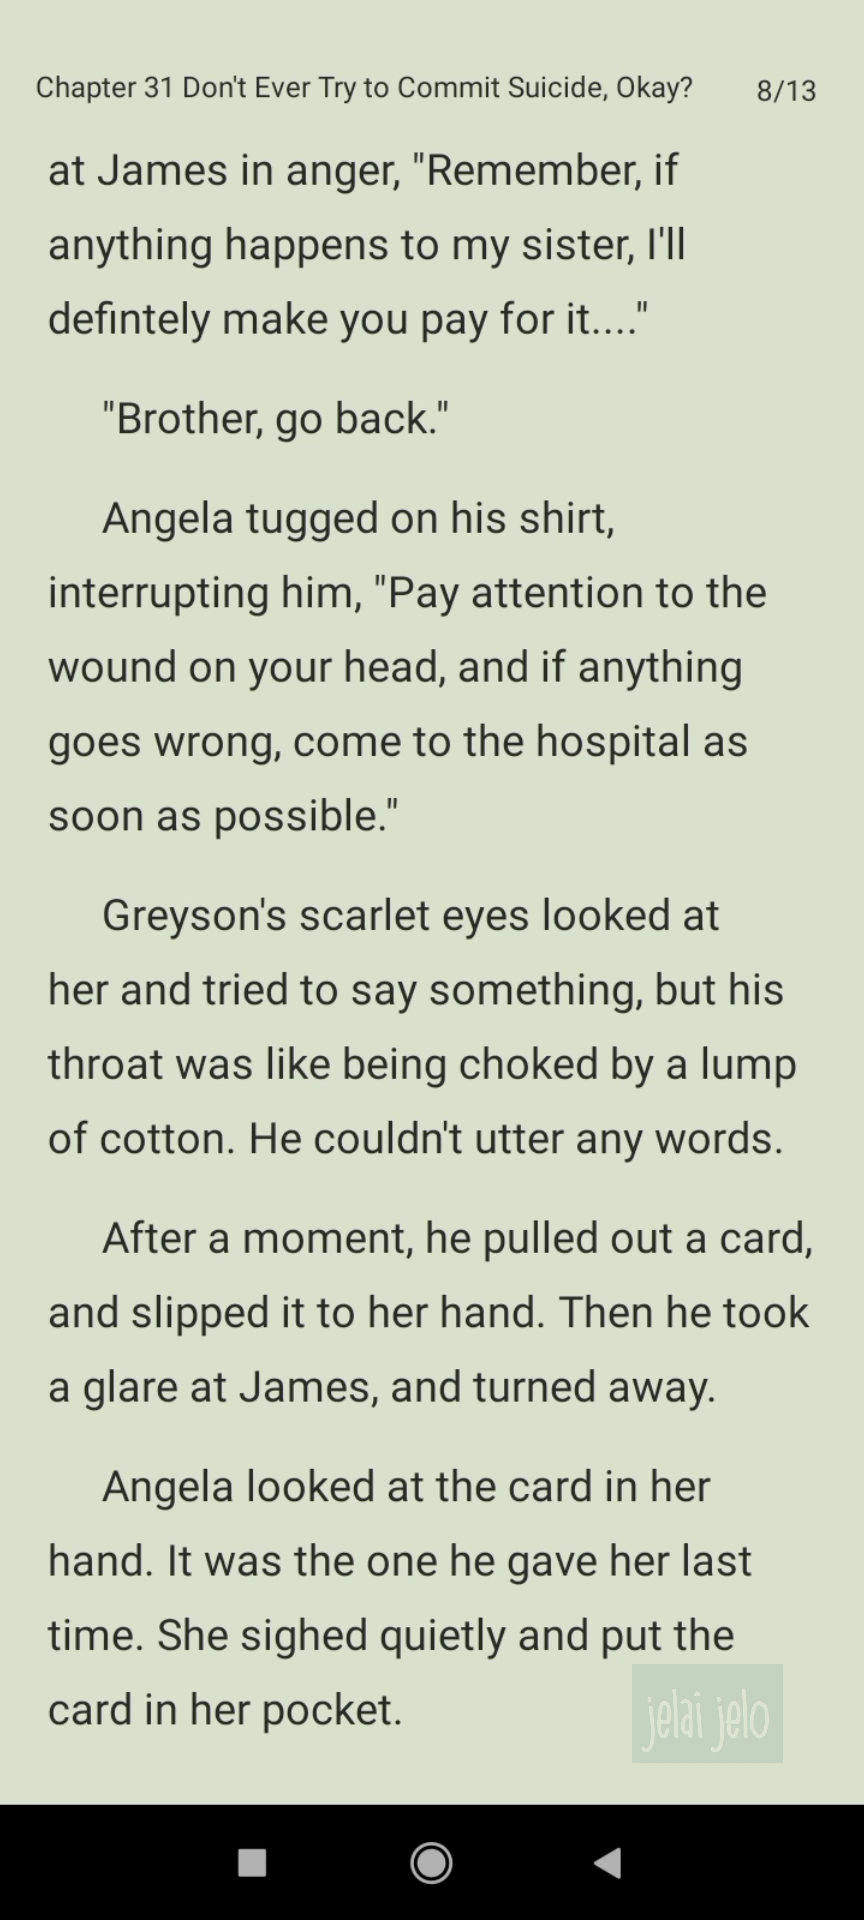 Chapter 31 Don't Ever Try to Commit Suicide, Okay? 8/13
at James in anger, "Remember, if
anything happens to my sister, I'll
defintely make you pay for it...."
"Brother, go back."
Angela tugged on his shirt,
interrupting him, "Pay attention to the
wound on your head, and if anything
goes wrong, come to the hospital as
soon as possible."
Greyson's scarlet eyes looked at
her and tried to say something, but his
throat was like being choked by a lump
of cotton. He couldn't utter any words.
After a moment, he pulled out a card,
and slipped it to her hand. Then he took
a glare at James, and turned away.
Angela looked at the card in her
hand. It was the one he gave her last
time. She sighed quietly and put the
card in her pocket.
jelai jelo